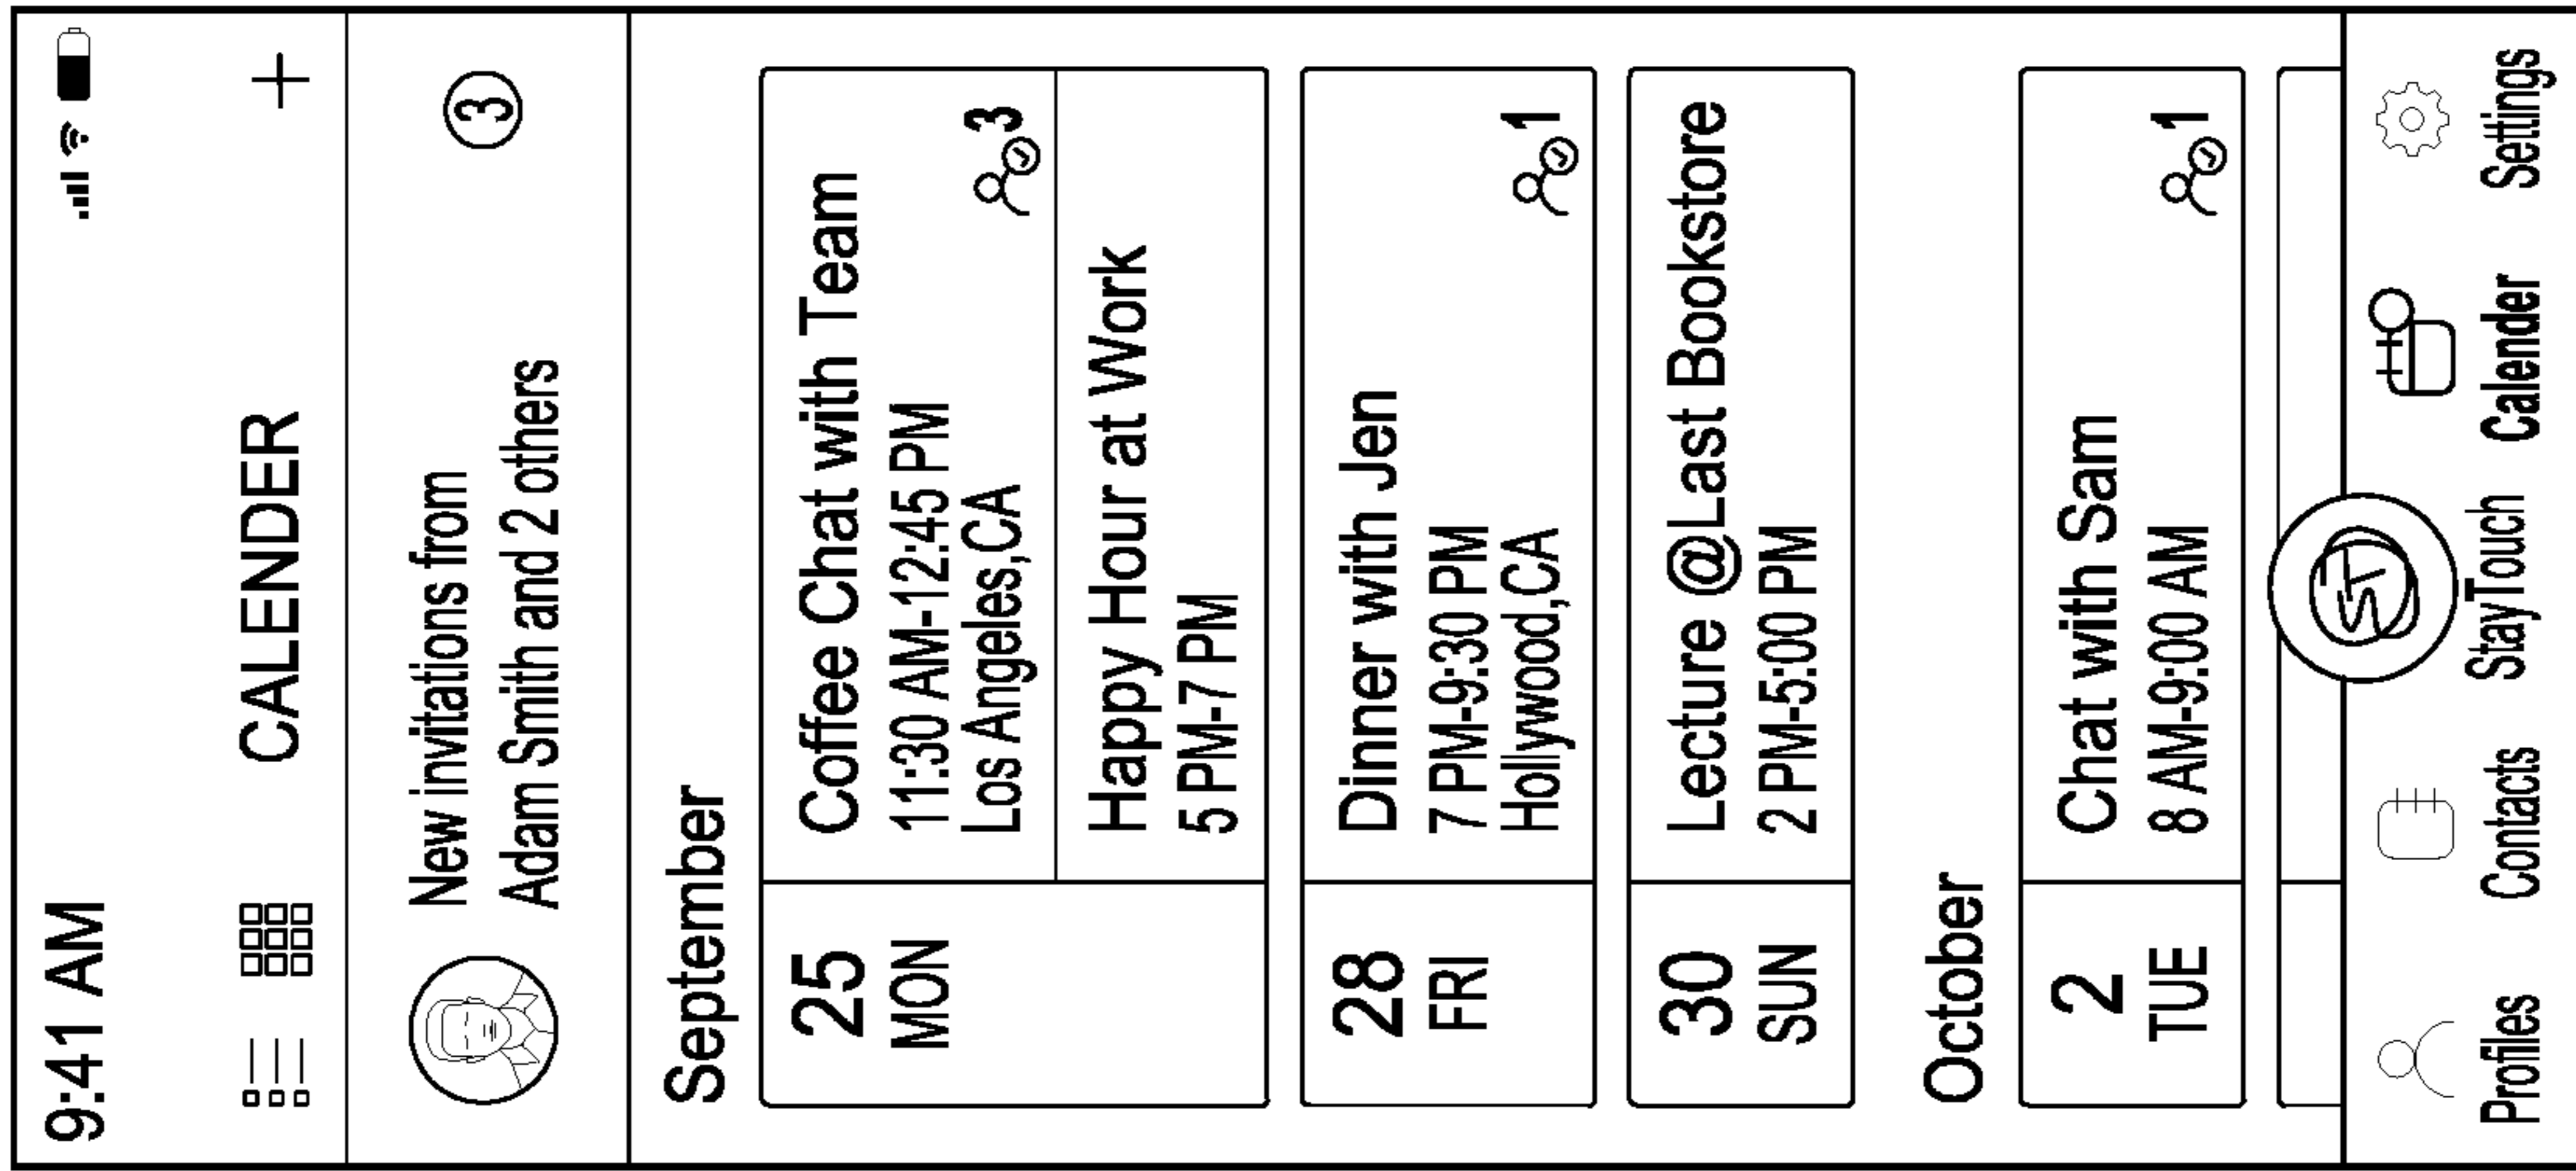 9:41 AM
CALENDER
New invitations from
Adam Smith and 2 others
3
September
25
MON
Coffee Chat with Team
11:30 AM-12:45 PM
Los Angeles,CA
3
Happy Hour at Work
5 PM-7 PM
28
FRI
Dinner with Jen
7 PM-9:30 PM
Hollywood,CA
1
30
SUN
Lecture @Last Bookstore
2 PM-5:00 PM
October
2
TUE
Chat with Sam
8 AM-9:00 AM
1
ST
Profiles
Contacts
StayTouch
Calender
Settings